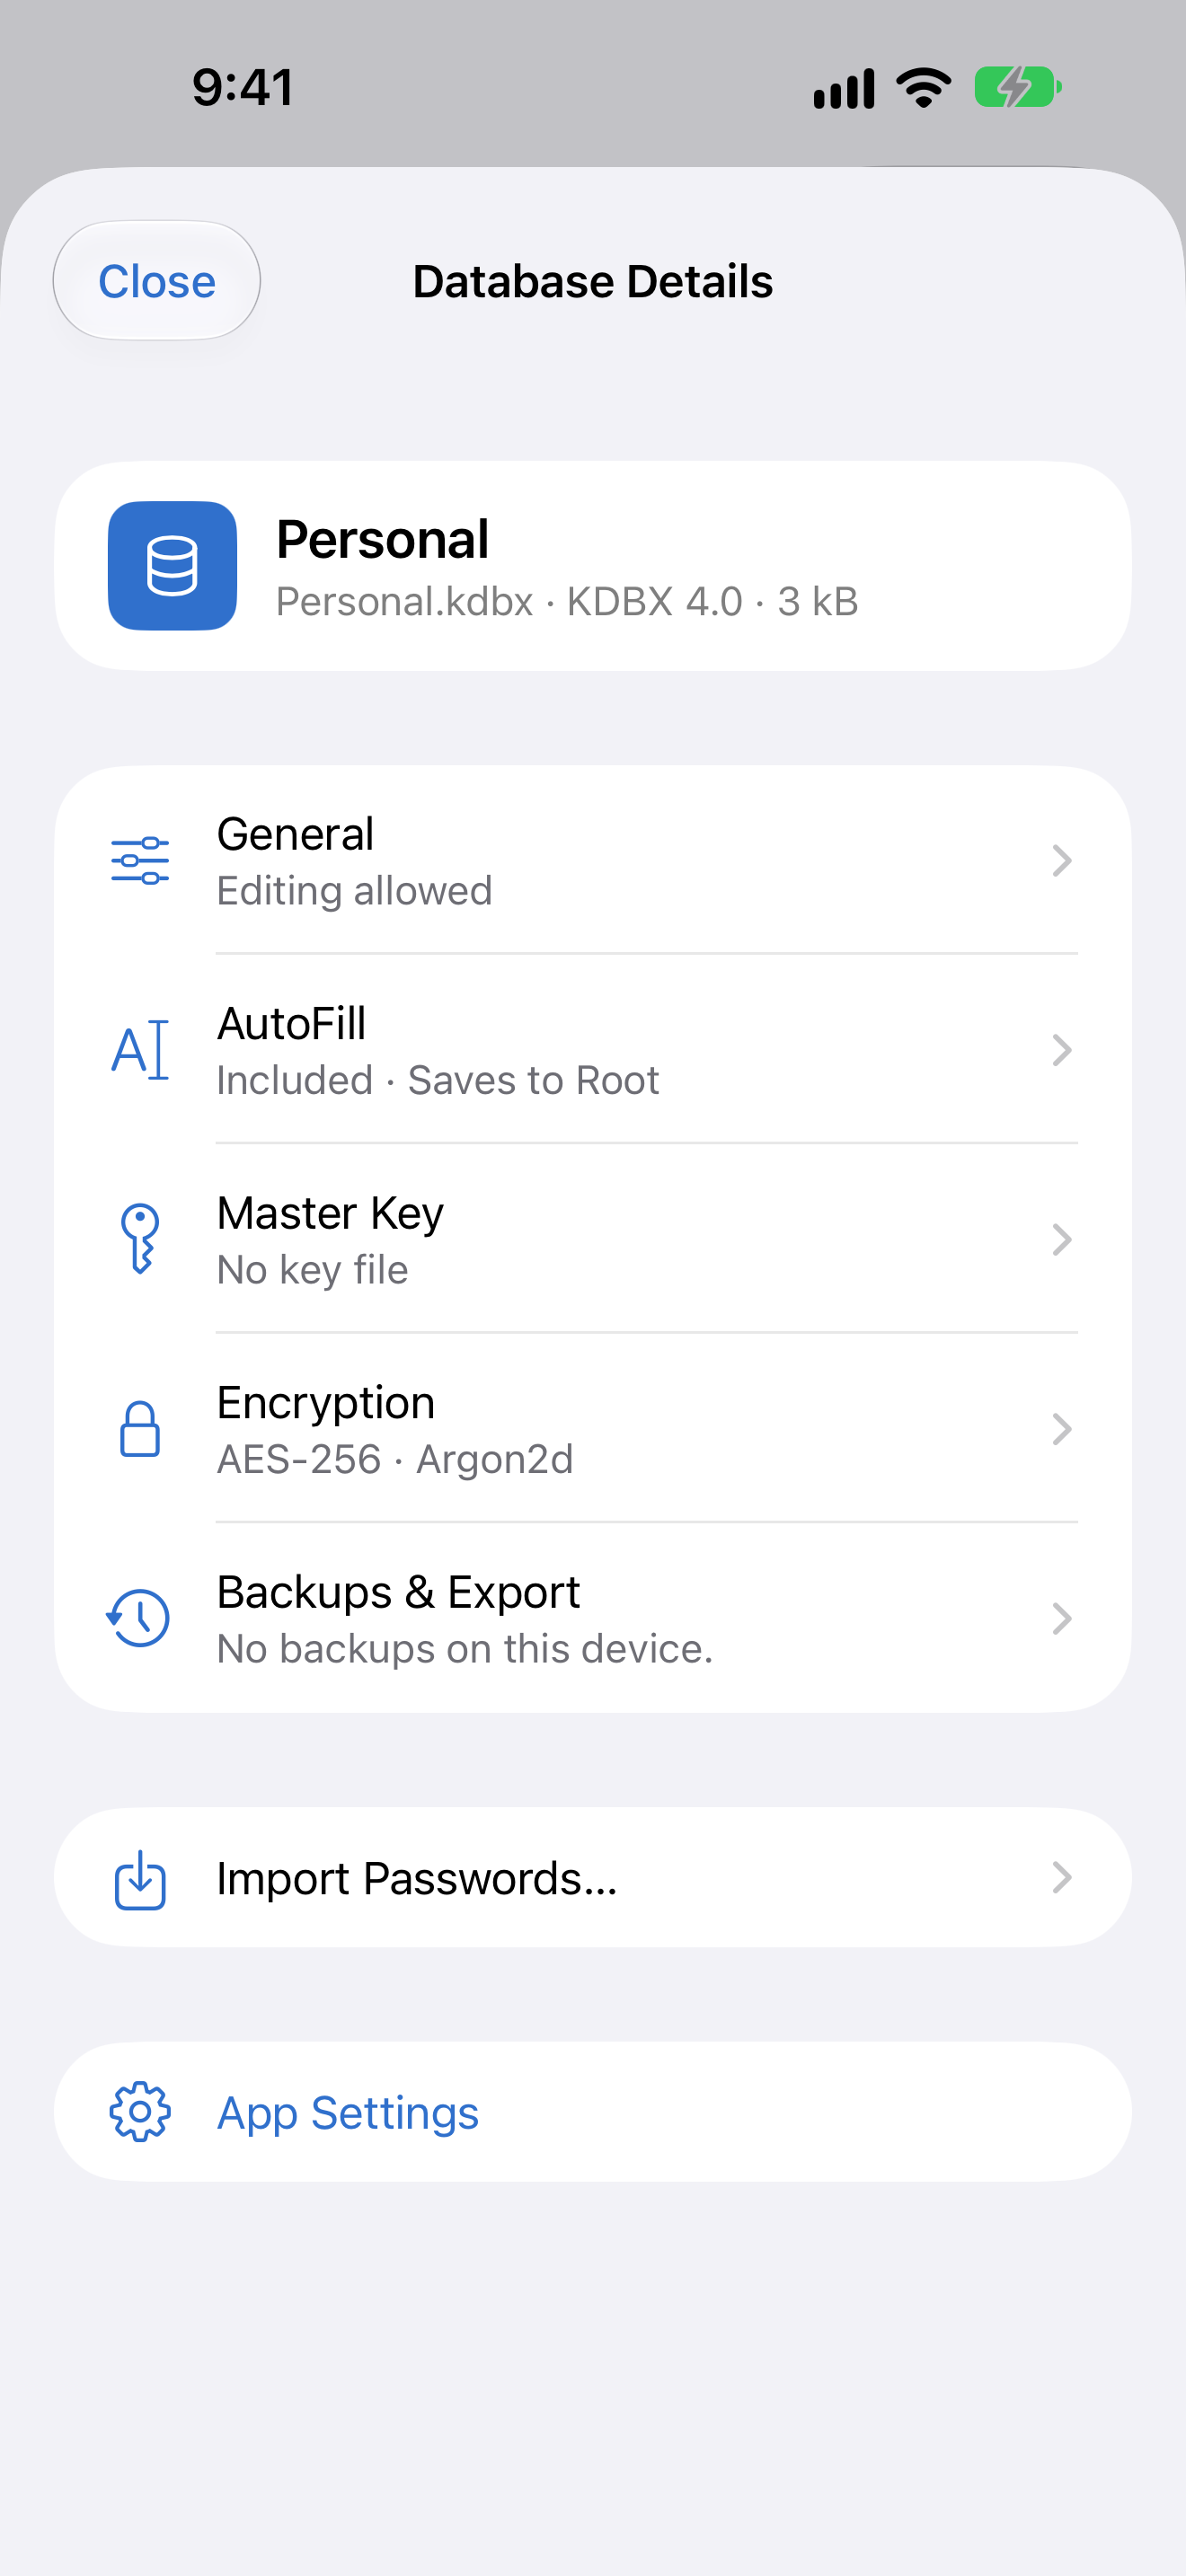 9:41
Close
Database Details
Personal
Personal.kdbx · KDBX 4.0 · 3 kB
General
Editing allowed
AutoFill
Included · Saves to Root
Master Key
No key file
Encryption
AES-256 · Argon2d
Backups & Export
No backups on this device.
Import Passwords...
App Settings